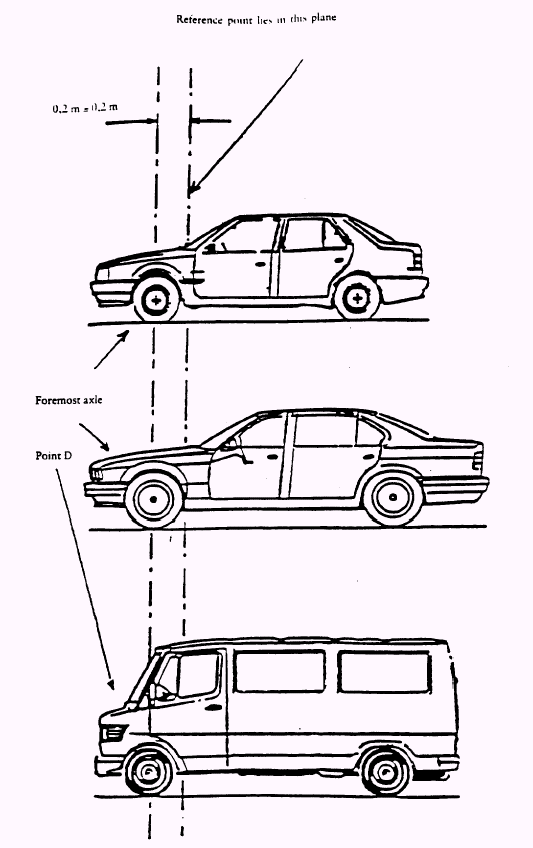 Reference point lies in this plane
0.2 m = 0.2 m
Foremost axle
Point D